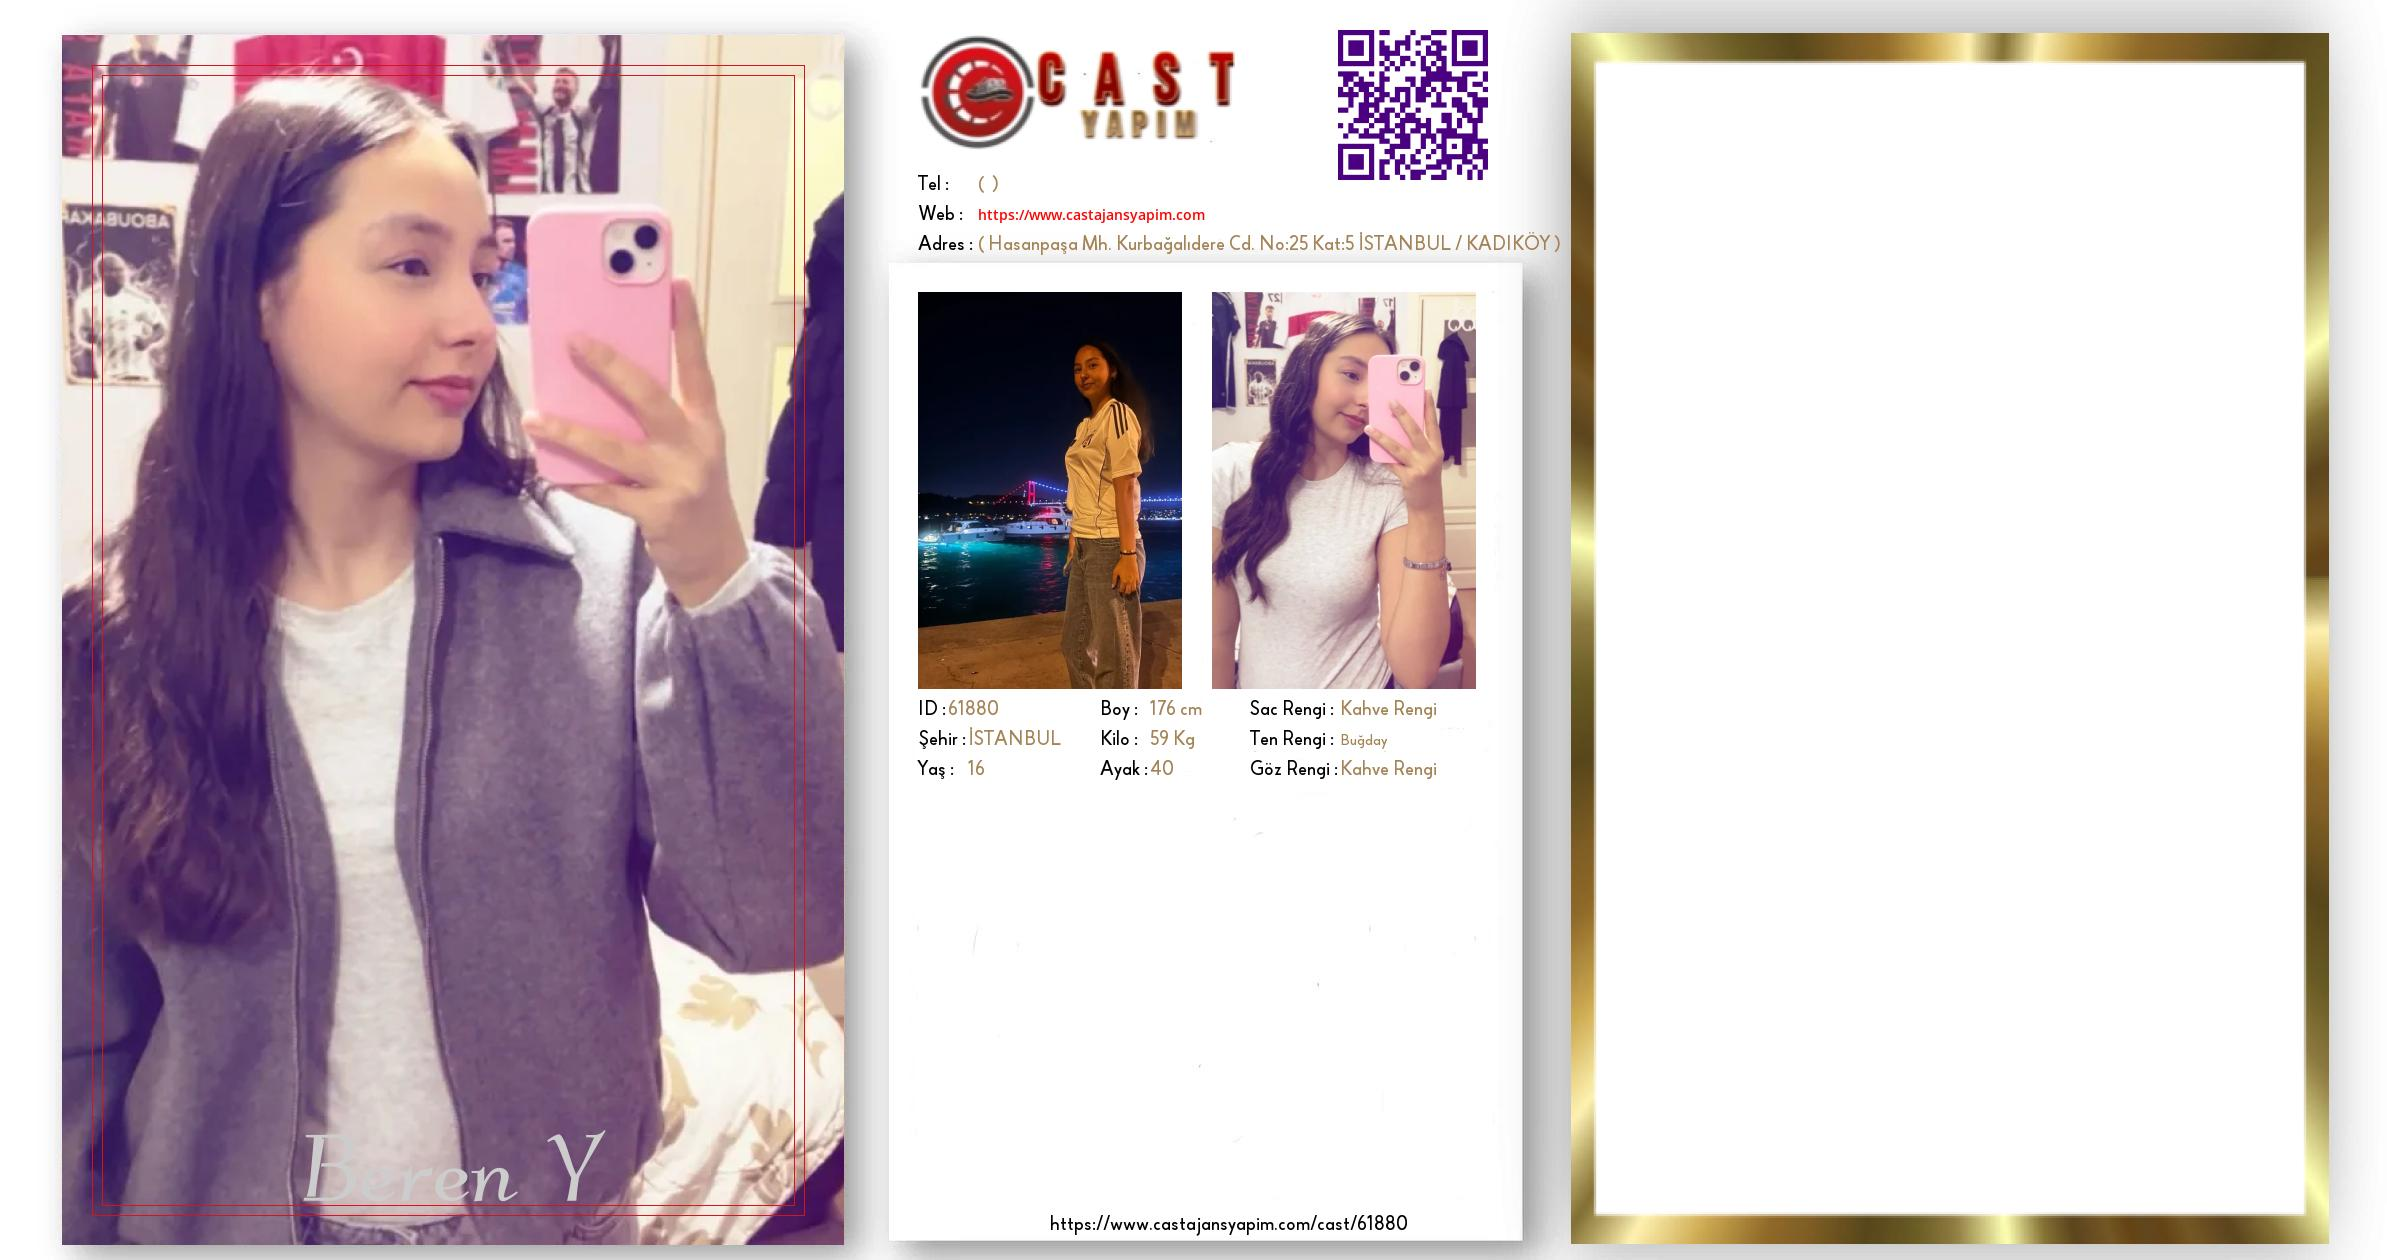 Beren Y
CAST
YAPIM
Tel : ( )
Web : https://www.castajansyapim.com
Adres : ( Hasanpaşa Mh. Kurbağalıdere Cd. No:25 Kat:5 İSTANBUL / KADIKÖY )
ID : 61880 Boy : 176 cm Sac Rengi : Kahve Rengi
Şehir : İSTANBUL Kilo : 59 Kg Ten Rengi : Buğday
Yaş : 16 Ayak : 40 Göz Rengi : Kahve Rengi
https://www.castajansyapim.com/cast/61880